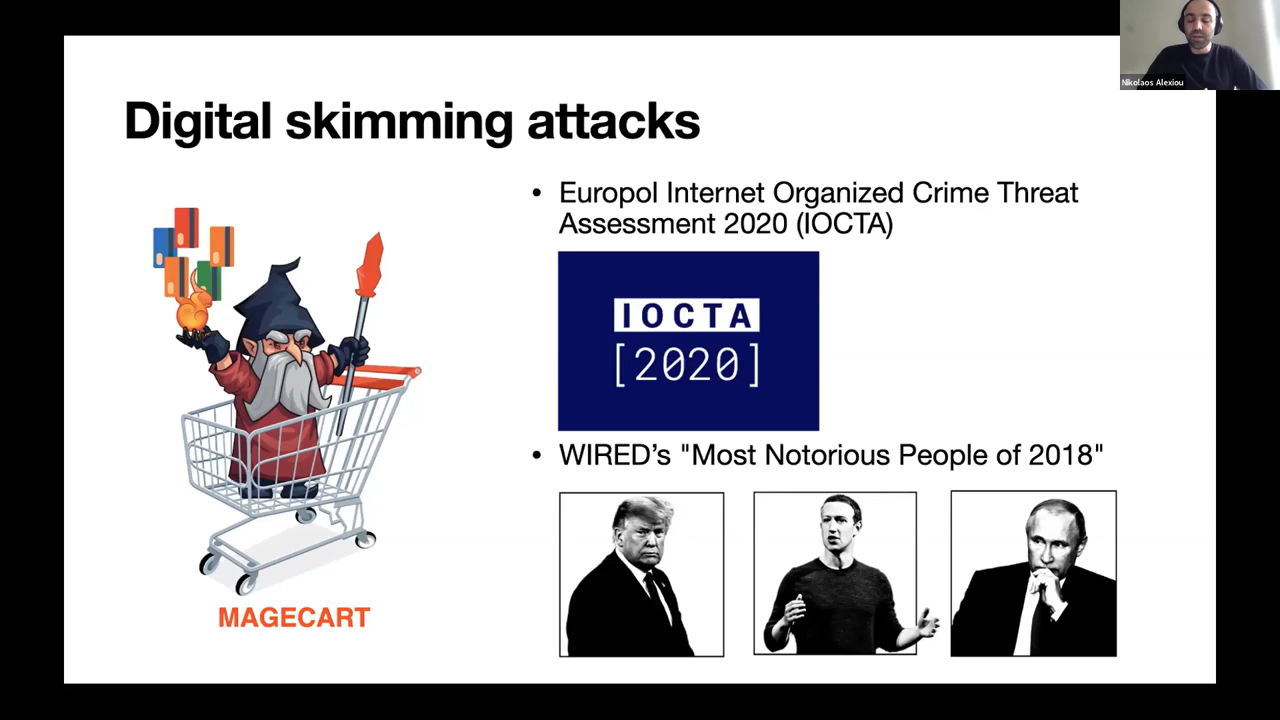 Nikolaos Alexiou
Digital skimming attacks
• Europol Internet Organized Crime Threat
Assessment 2020 (IOCTA)
IOCTA
[2020]
• WIRED’s "Most Notorious People of 2018"
MAGECART